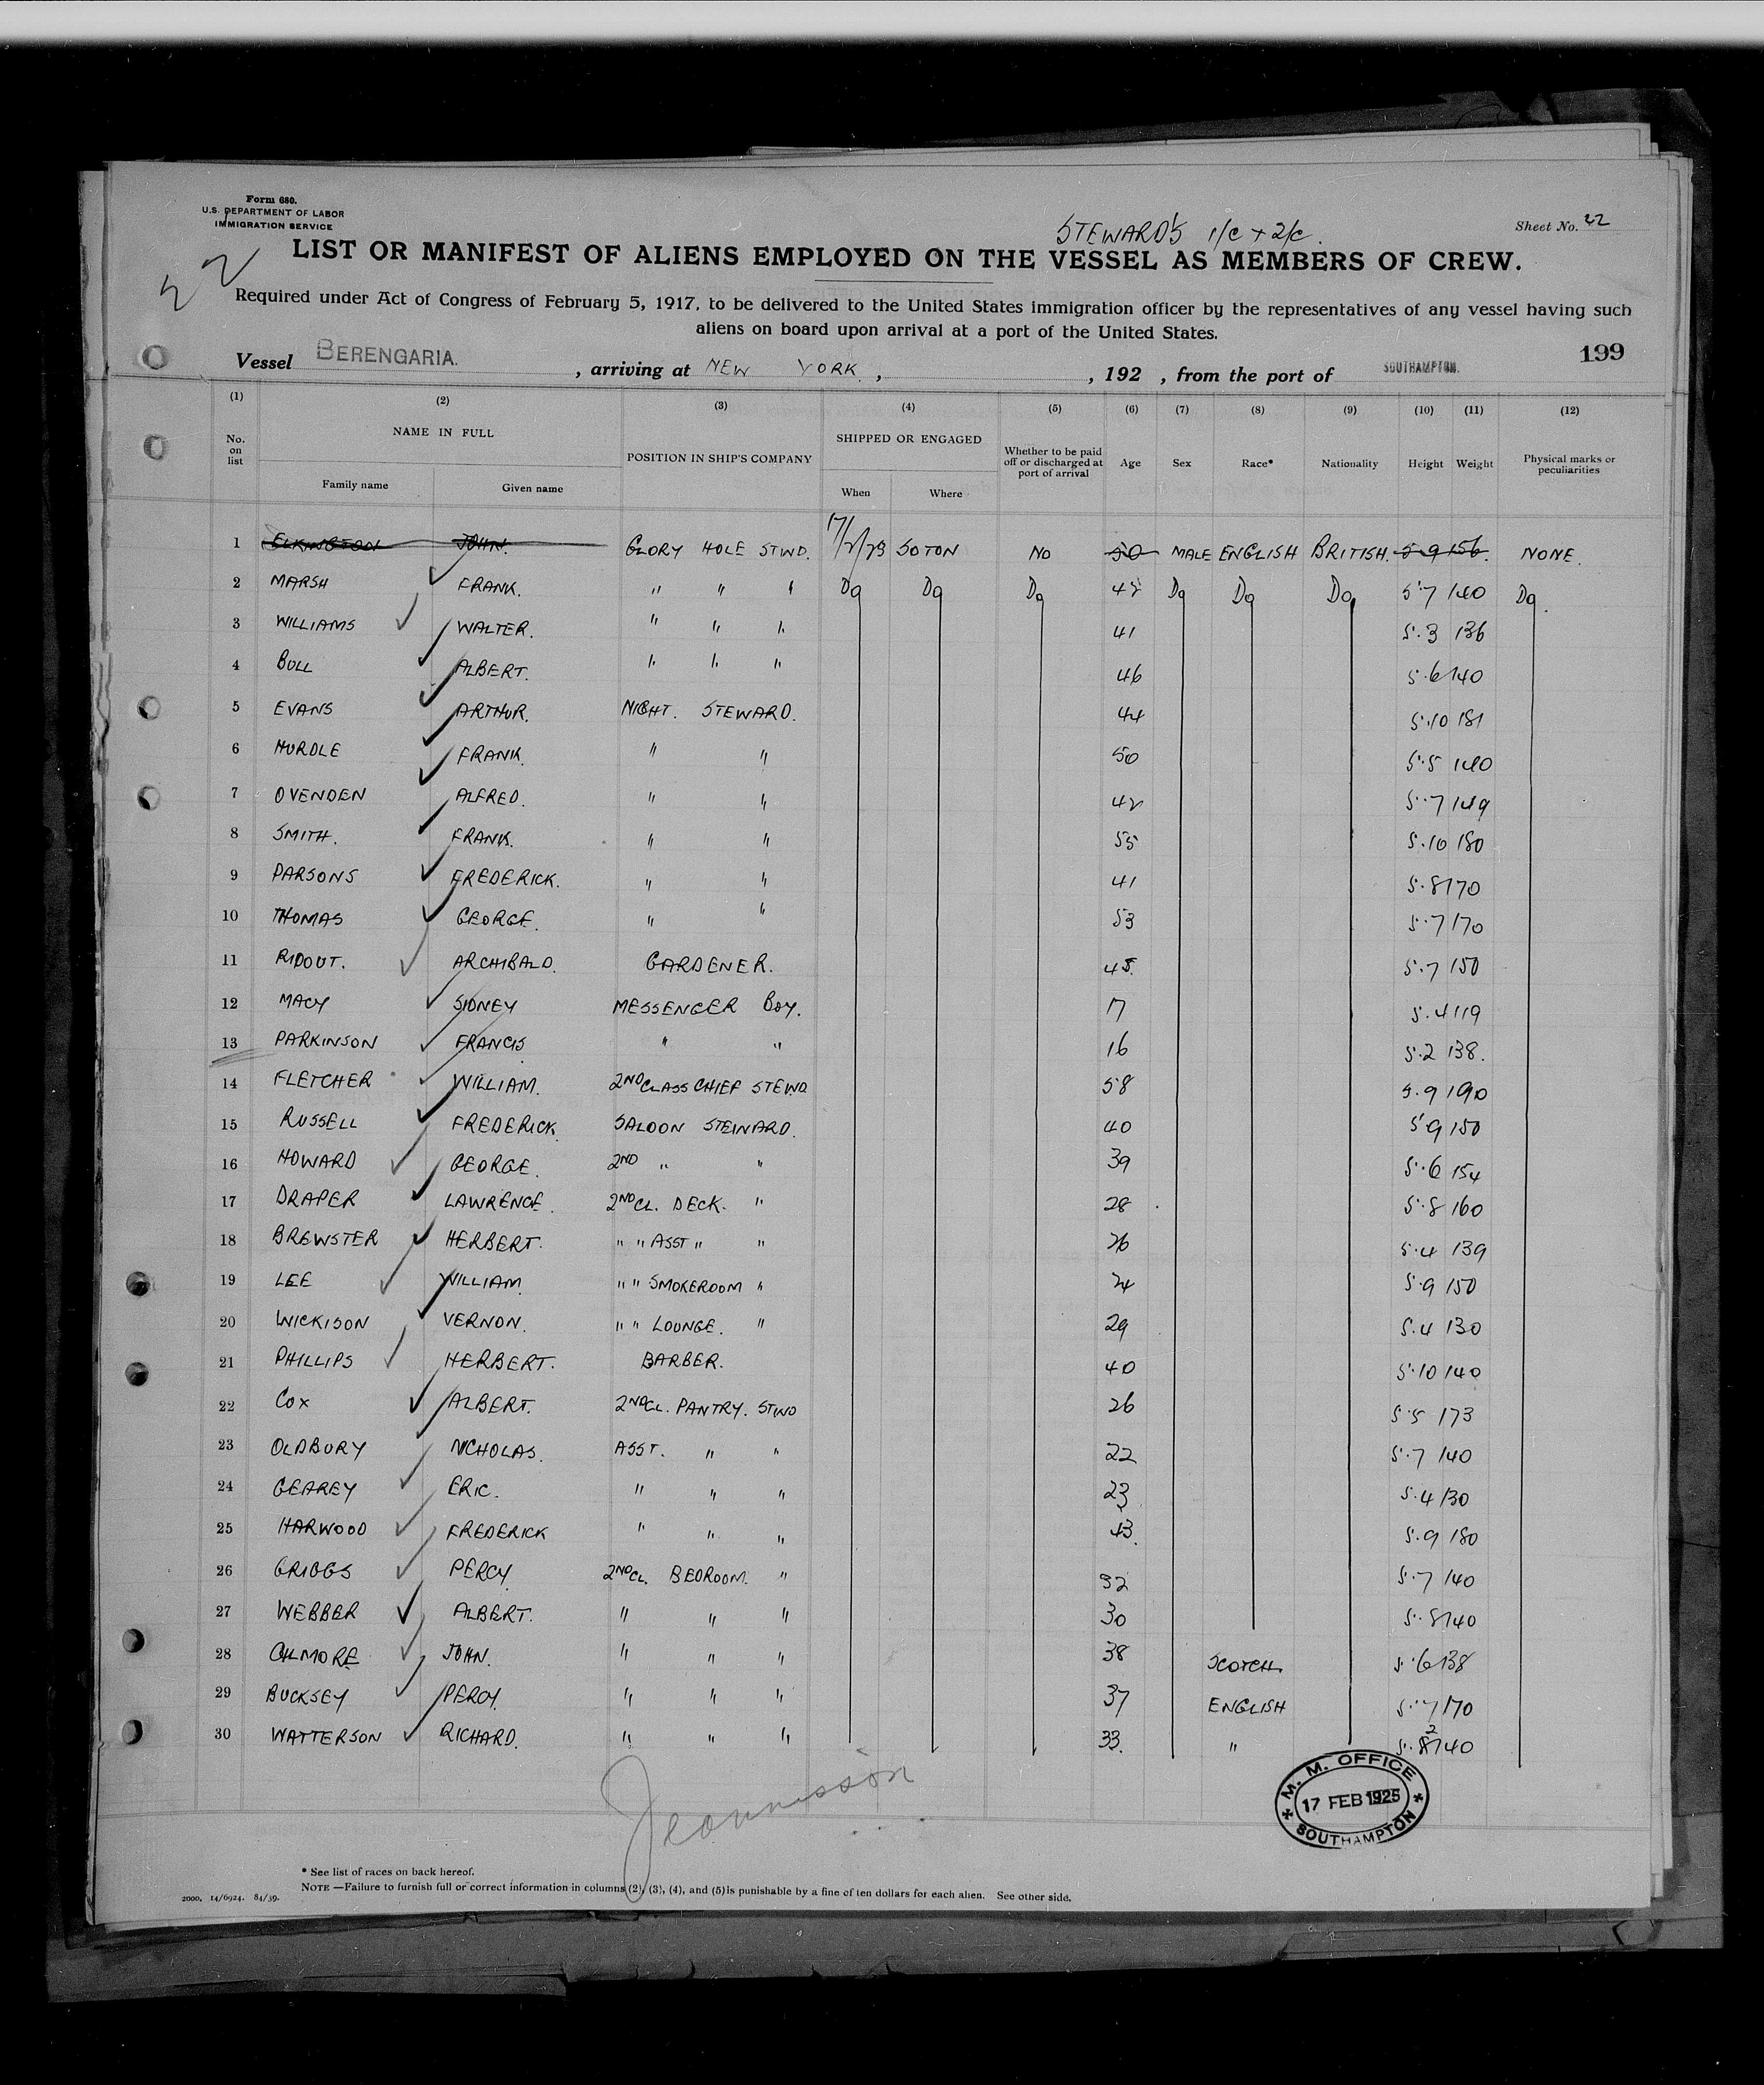 Form 680.
U.S. DEPARTMENT OF LABOR
IMMIGRATION SERVICE
STEWARD'S 1/C + 2/C.
Sheet No. 22
22
LIST OR MANIFEST OF ALIENS EMPLOYED ON THE VESSEL AS MEMBERS OF CREW.
Required under Act of Congress of February 5, 1917, to be delivered to the United States immigration officer by the representatives of any vessel having such
aliens on board upon arrival at a port of the United States.
199
Vessel BERENGARIA. , arriving at NEW YORK , , 192 , from the port of SOUTHAMPTON.
(1) (2) (3) (4) (5) (6) (7) (8) (9) (10) (11) (12)
No. on list NAME IN FULL POSITION IN SHIP'S COMPANY SHIPPED OR ENGAGED Whether to be paid off or discharged at port of arrival Age Sex Race* Nationality Height Weight Physical marks or peculiarities
Family name Given name When Where
1 ELKINGTON JOHN. GLORY HOLE STWD. SOTON NO 50 MALE ENGLISH BRITISH. 5 9 156. NONE.
2 MARSH FRANK. " " " Do Do Do 42 Do Do Do 5.7 140 Do.
3 WILLIAMS WALTER. " " " 41 5.3 136
4 BULL ALBERT. " " " 46 5.6 140
5 EVANS ARTHUR. NIGHT. STEWARD. 44 5.10 181
6 HURDLE FRANK. " " 50 5.5 140
7 OVENDEN ALFRED. " " 42 5.7 149
8 SMITH. FRANK. " " 55 5.10 180
9 PARSONS FREDERICK. " " 41 5.8 170
10 THOMAS GEORGE. " " 53 5.7 170
11 RIDOUT. ARCHIBALD. GARDENER. 45. 5.7 150
12 MACY SIDNEY MESSENGER BOY. 17 5.4 119
13 PARKINSON FRANCIS " " 16 5.2 138.
14 FLETCHER WILLIAM. 2ND CLASS CHIEF STEWD. 58 5.9 190
15 RUSSELL FREDERICK. SALOON STEWARD. 40 5.9 150
16 HOWARD GEORGE. 2ND " " 39 5.6 154
17 DRAPER LAWRENCE. 2ND CL. DECK. " 28 5.8 160
18 BREWSTER HERBERT. " " ASST " " 26 5.4 139
19 LEE WILLIAM. " " SMOKEROOM " 24 5.9 150
20 WICKISON VERNON. " " LOUNGE. " 29 5.4 130
21 PHILLIPS HERBERT. BARBER. 40 5.10 140
22 COX ALBERT. 2ND CL. PANTRY. STWD 26 5.5 173
23 OLDBURY NICHOLAS. ASST. " " 22 5.7 140
24 GEAREY ERIC. " " " 23 5.4 130
25 HARWOOD FREDERICK " " " 43. 5.9 180
26 GRIGGS PERCY. 2ND CL. BEDROOM. " 32 5.7 140
27 WEBBER ALBERT. " " " 30 5.8 140
28 GILMORE JOHN. " " " 38 SCOTCH. 5.6 138
29 BUCKSEY PERCY. " " " 37 ENGLISH 5.7 170
30 WATTERSON RICHARD. " " " 33. " 140
M. M. OFFICE
17 FEB 1925
SOUTHAMPTON
* See list of races on back hereof.
NOTE —Failure to furnish full or correct information in columns (2), (3), (4), and (5) is punishable by a fine of ten dollars for each alien. See other side.
2000. 14/6924. 84/39.